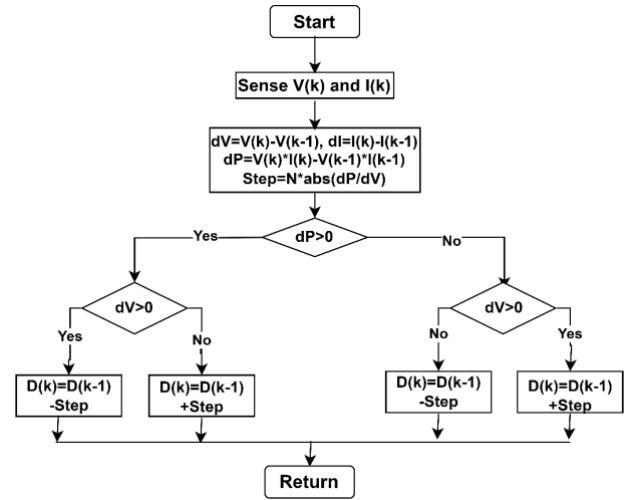 Start
Sense V(k) and I(k)
dV=V(k)-V(k-1), dI=I(k)-I(k-1)
dP=V(k)*I(k)-V(k-1)*I(k-1)
Step=N*abs(dP/dV)
dP>0
Yes
No
dV>0
dV>0
Yes
No
No
Yes
D(k)=D(k-1)
-Step
D(k)=D(k-1)
+Step
D(k)=D(k-1)
-Step
D(k)=D(k-1)
+Step
Return